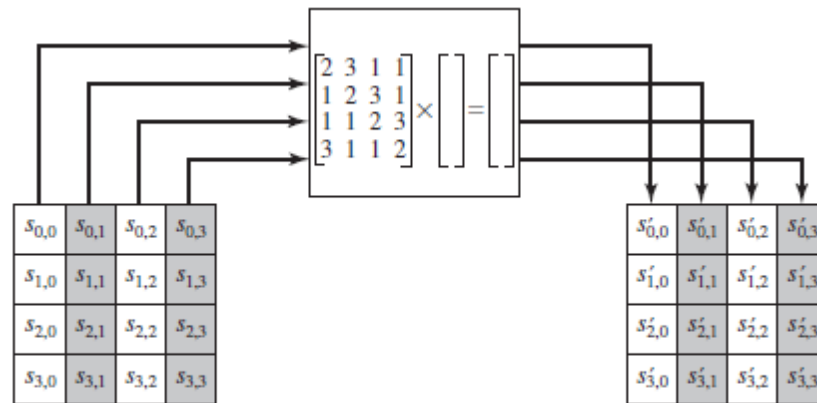 2 3 1 1
1 2 3 1
1 1 2 3
3 1 1 2
× =
s0,0 s0,1 s0,2 s0,3
s1,0 s1,1 s1,2 s1,3
s2,0 s2,1 s2,2 s2,3
s3,0 s3,1 s3,2 s3,3
s′0,0 s′0,1 s′0,2 s′0,3
s′1,0 s′1,1 s′1,2 s′1,3
s′2,0 s′2,1 s′2,2 s′2,3
s′3,0 s′3,1 s′3,2 s′3,3